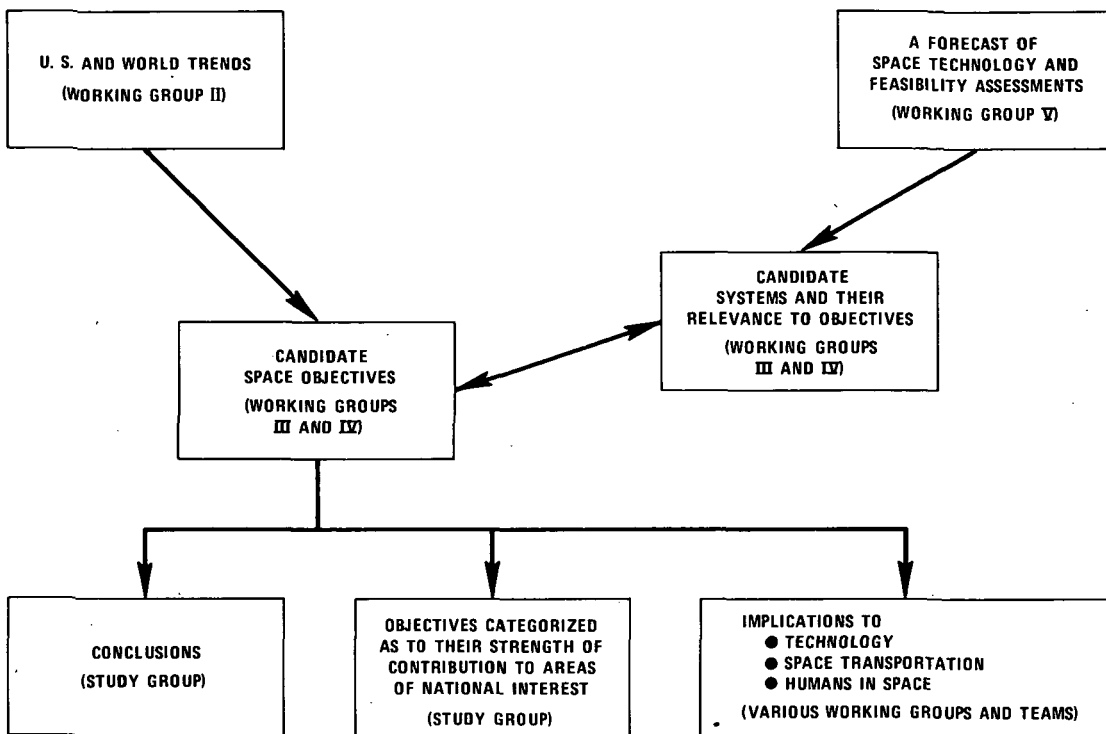 U. S. AND WORLD TRENDS
(WORKING GROUP II)
A FORECAST OF
SPACE TECHNOLOGY AND
FEASIBILITY ASSESSMENTS
(WORKING GROUP V)
CANDIDATE
SYSTEMS AND THEIR
RELEVANCE TO OBJECTIVES
(WORKING GROUPS
III AND IV)
CANDIDATE
SPACE OBJECTIVES
(WORKING GROUPS
III AND IV)
CONCLUSIONS
(STUDY GROUP)
OBJECTIVES CATEGORIZED
AS TO THEIR STRENGTH OF
CONTRIBUTION TO AREAS
OF NATIONAL INTEREST
(STUDY GROUP)
IMPLICATIONS TO
● TECHNOLOGY
● SPACE TRANSPORTATION
● HUMANS IN SPACE
(VARIOUS WORKING GROUPS AND TEAMS)